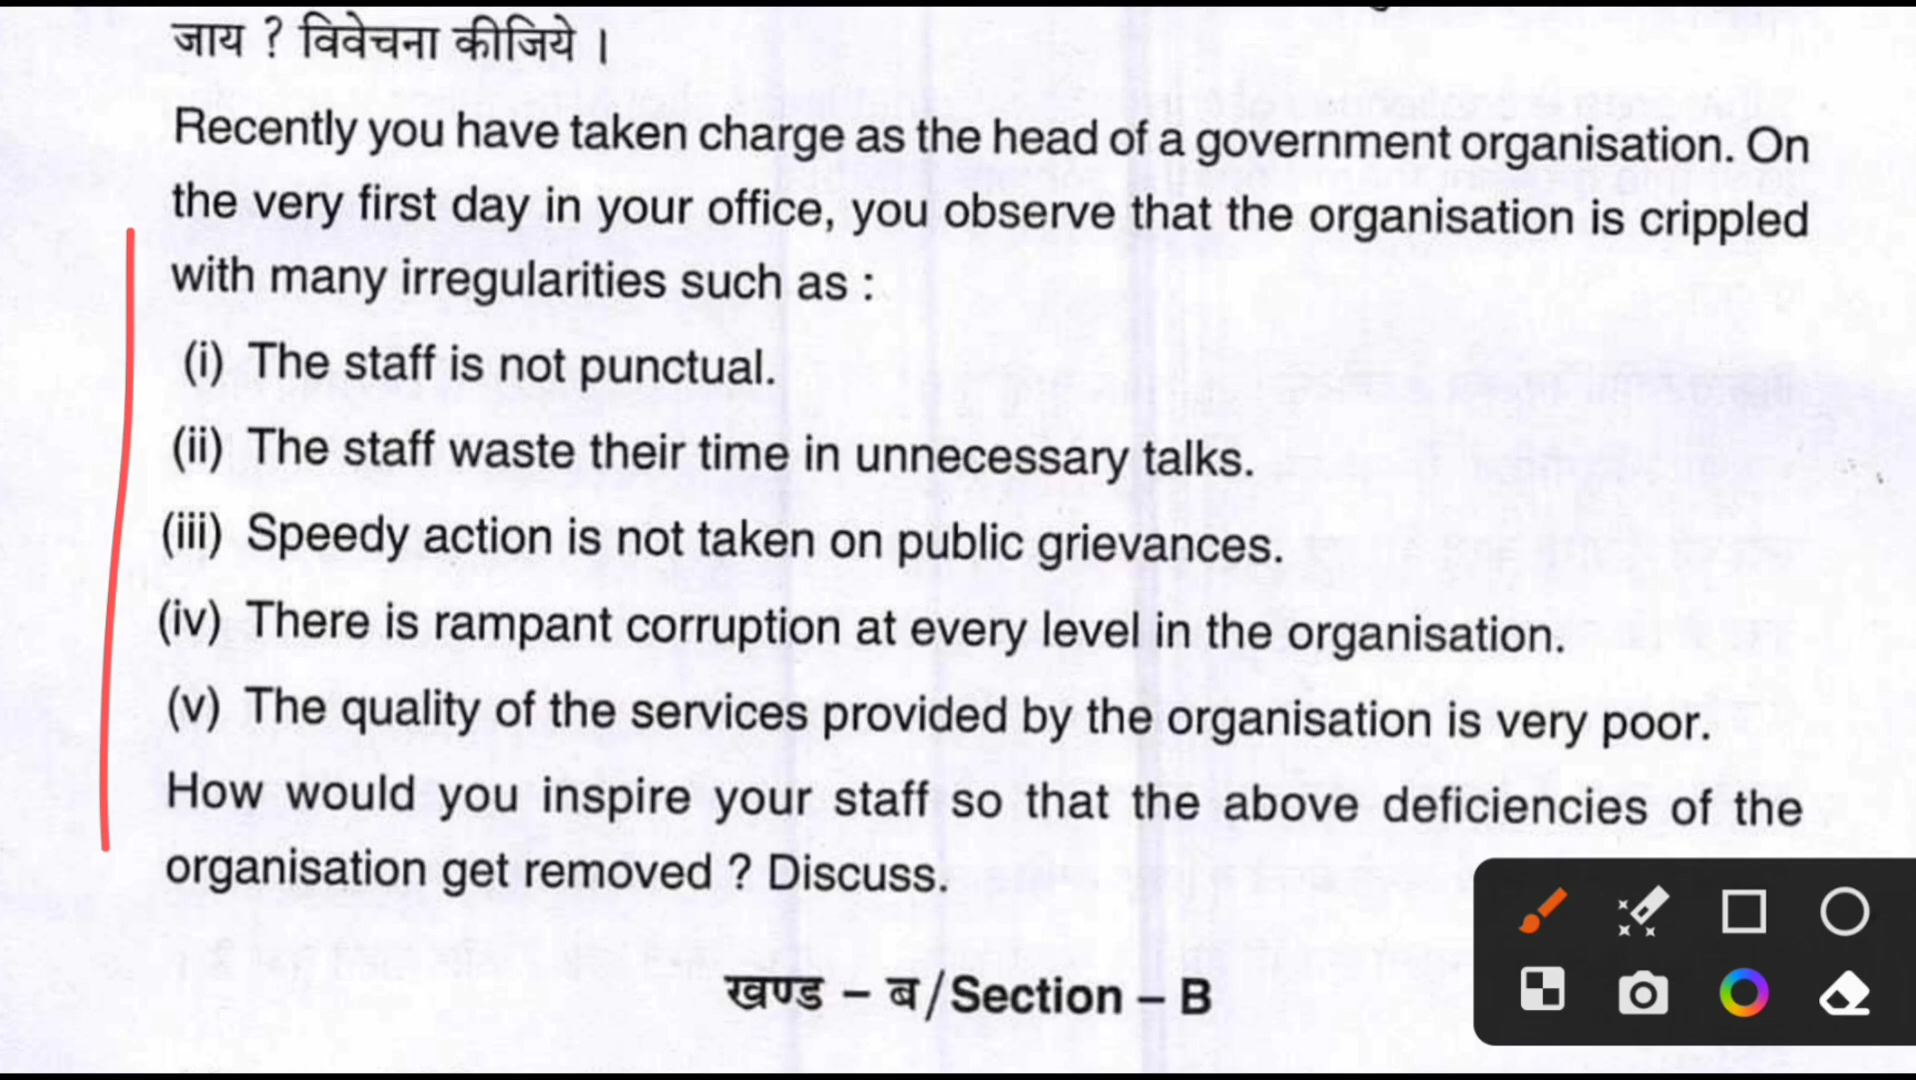 जाय ? विवेचना कीजिये ।
Recently you have taken charge as the head of a government organisation. On
the very first day in your office, you observe that the organisation is crippled
with many irregularities such as :
(i) The staff is not punctual.
(ii) The staff waste their time in unnecessary talks.
(iii) Speedy action is not taken on public grievances.
(iv) There is rampant corruption at every level in the organisation.
(v) The quality of the services provided by the organisation is very poor.
How would you inspire your staff so that the above deficiencies of the
organisation get removed ? Discuss.
खण्ड – ब/Section – B